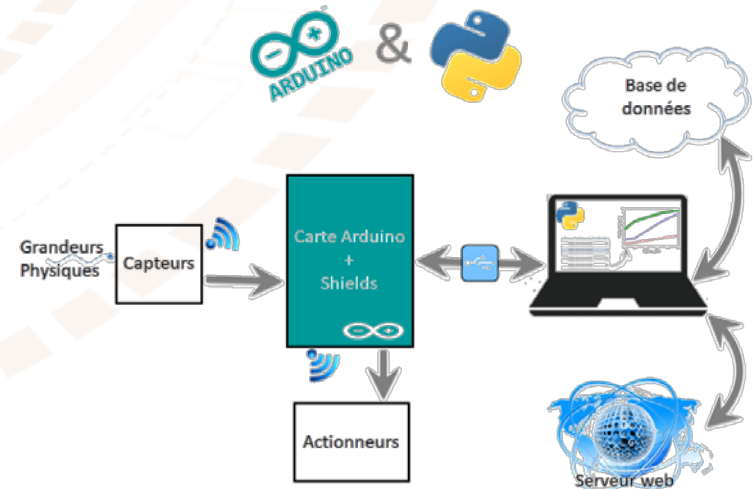 ARDUINO
&
Base de
données
Grandeurs
Physiques
Capteurs
Carte Arduino
+
Shields
Actionneurs
Serveur web